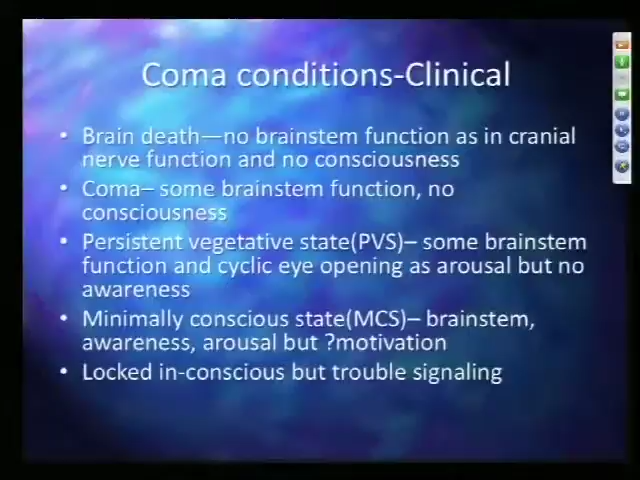 Coma conditions-Clinical
• Brain death—no brainstem function as in cranial
nerve function and no consciousness
• Coma– some brainstem function, no
consciousness
• Persistent vegetative state(PVS)– some brainstem
function and cyclic eye opening as arousal but no
awareness
• Minimally conscious state(MCS)– brainstem,
awareness, arousal but ?motivation
• Locked in-conscious but trouble signaling